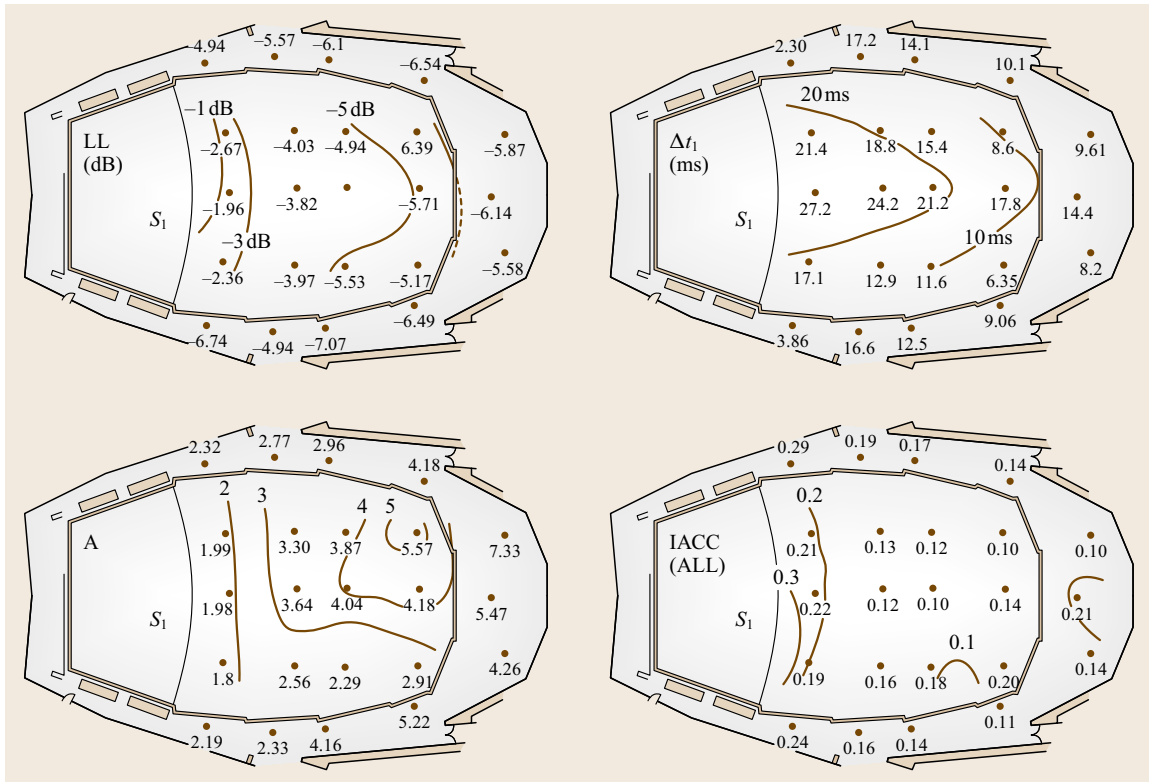 –4.94 –5.57 –6.1
–6.54
–1 dB –5 dB
LL
(dB)
–2.67 –4.03 –4.94 6.39 –5.87
–1.96 –3.82 –5.71
–6.14
S1
–3 dB
–2.36 –3.97 –5.53 –5.17 –5.58
–6.49
–6.74 –4.94 –7.07
2.30 17.2 14.1
10.1
20 ms
Δt1
(ms)
21.4 18.8 15.4 8.6 9.61
27.2 24.2 21.2 17.8
14.4
S1
10 ms
17.1 12.9 11.6 6.35 8.2
9.06
3.86 16.6 12.5
2.32 2.77 2.96
4.18
2 3 4 5
A
1.99 3.30 3.87 5.57 7.33
1.98 3.64 4.04 4.18
5.47
S1
1.8 2.56 2.29 2.91 4.26
5.22
2.19 2.33 4.16
0.29 0.19 0.17
0.14
0.2
IACC
(ALL)
0.21 0.13 0.12 0.10 0.10
0.3
0.22 0.12 0.10 0.14
0.21
S1
0.1
0.19 0.16 0.18 0.20 0.14
0.11
0.24 0.16 0.14